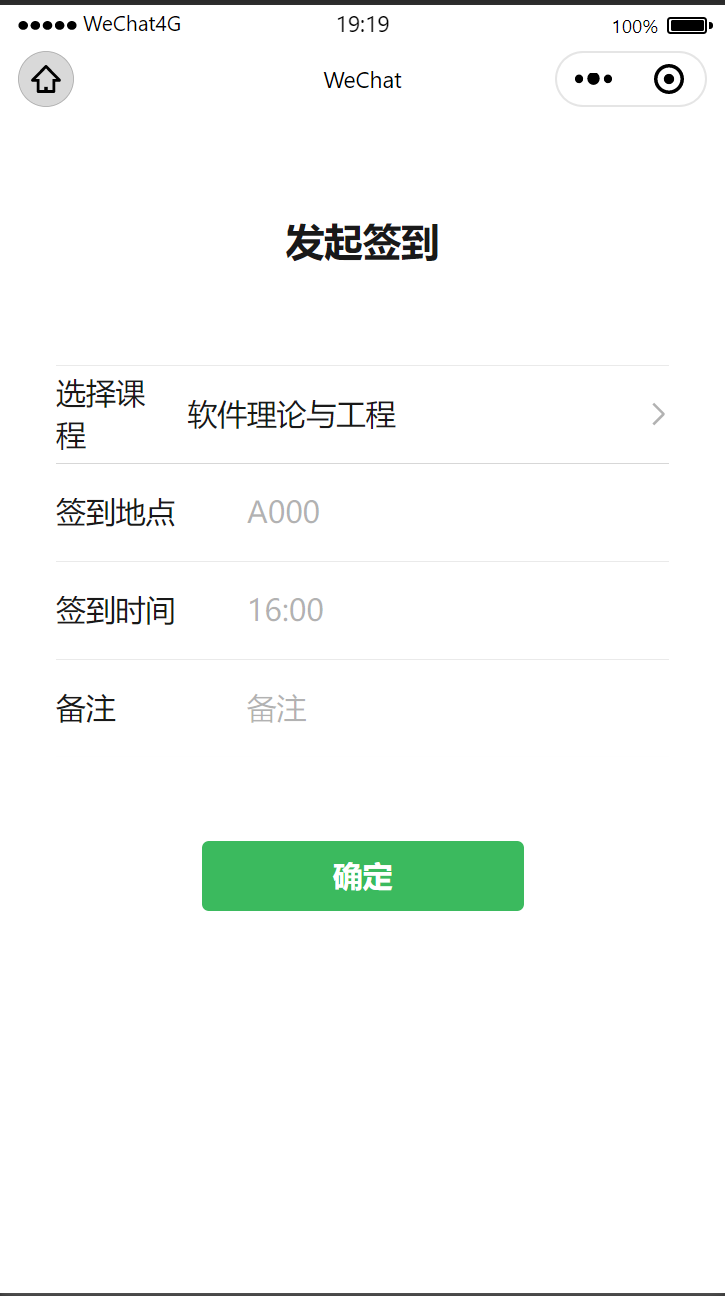 WeChat4G 19:19 100%
WeChat
发起签到
选择课
程
软件理论与工程
签到地点 A000
签到时间 16:00
备注 备注
确定